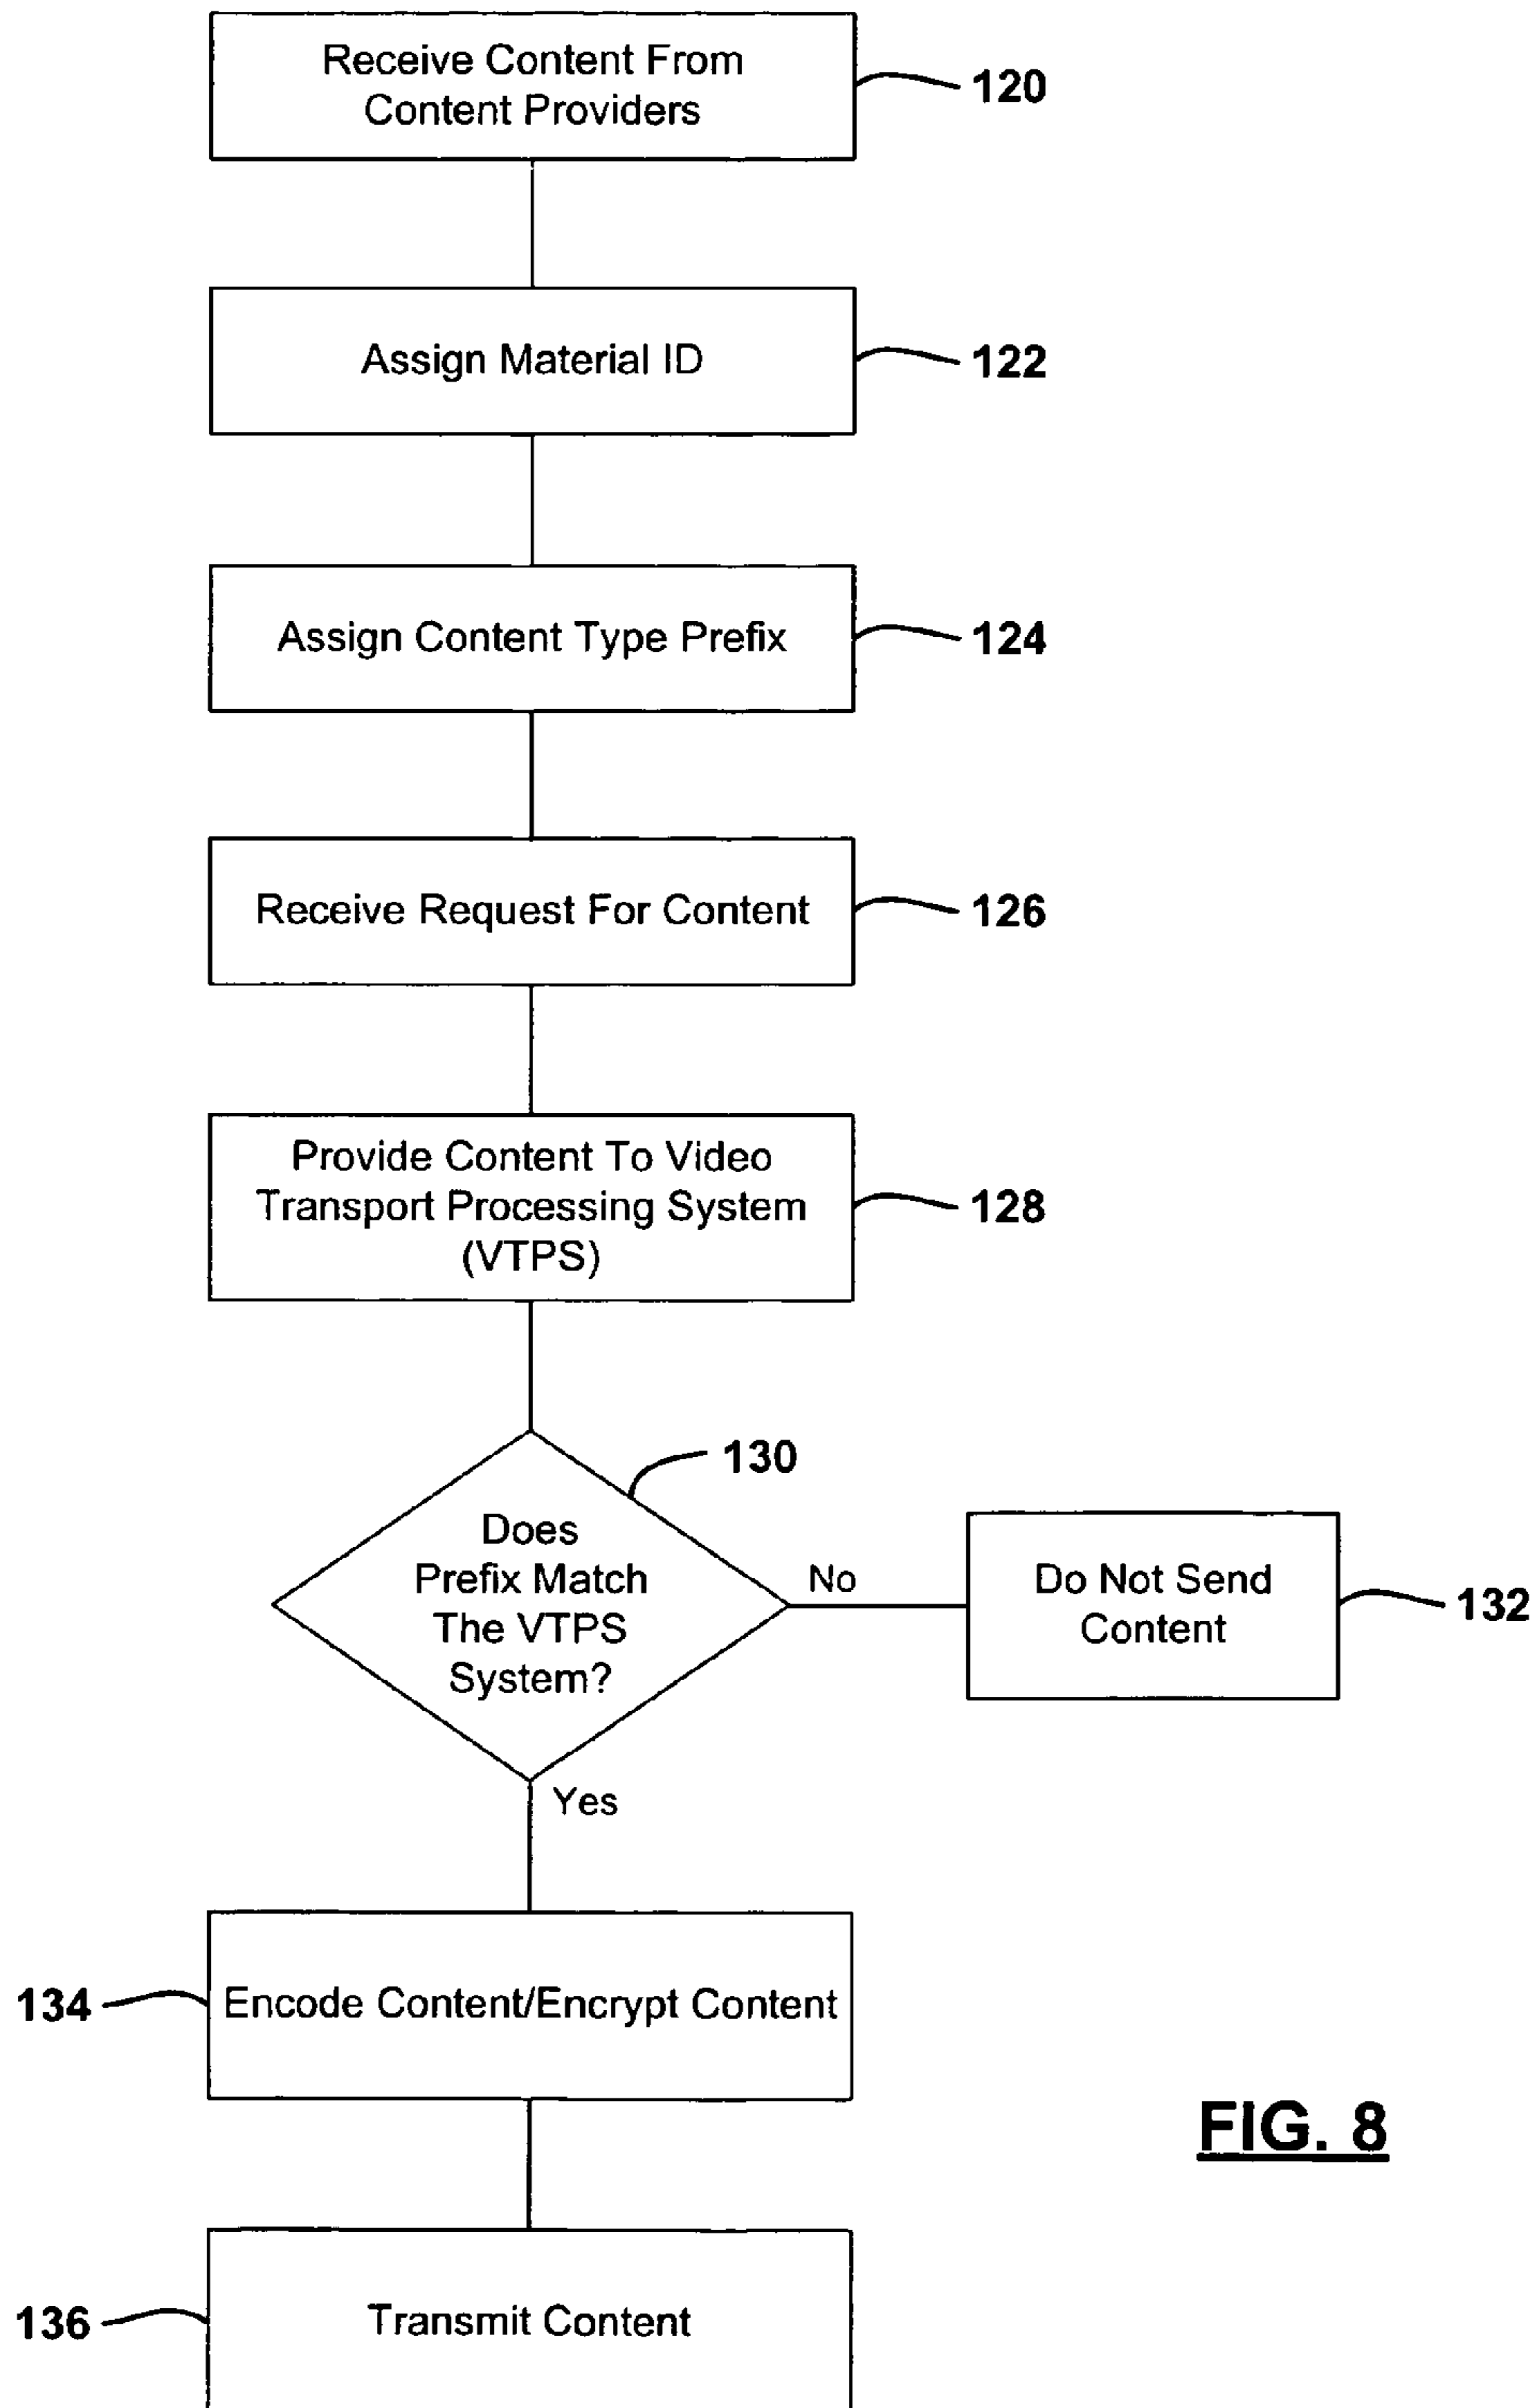 Receive Content From
Content Providers
120
Assign Material ID
122
Assign Content Type Prefix
124
Receive Request For Content
126
Provide Content To Video
Transport Processing System
(VTPS)
128
130
Does
Prefix Match
The VTPS
System?
No
Do Not Send
Content
132
Yes
134
Encode Content/Encrypt Content
FIG. 8
136
Transmit Content